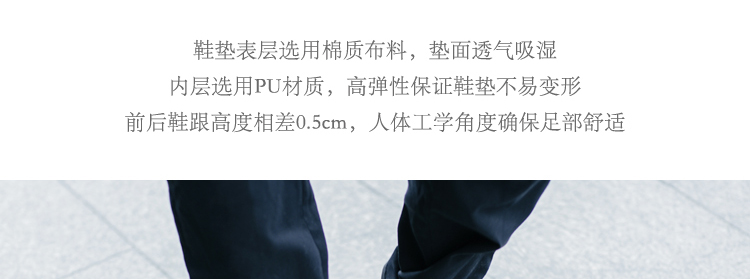 鞋垫表层选用棉质布料，垫面透气吸湿
内层选用PU材质，高弹性保证鞋垫不易变形
前后鞋跟高度相差0.5cm，人体工学角度确保足部舒适